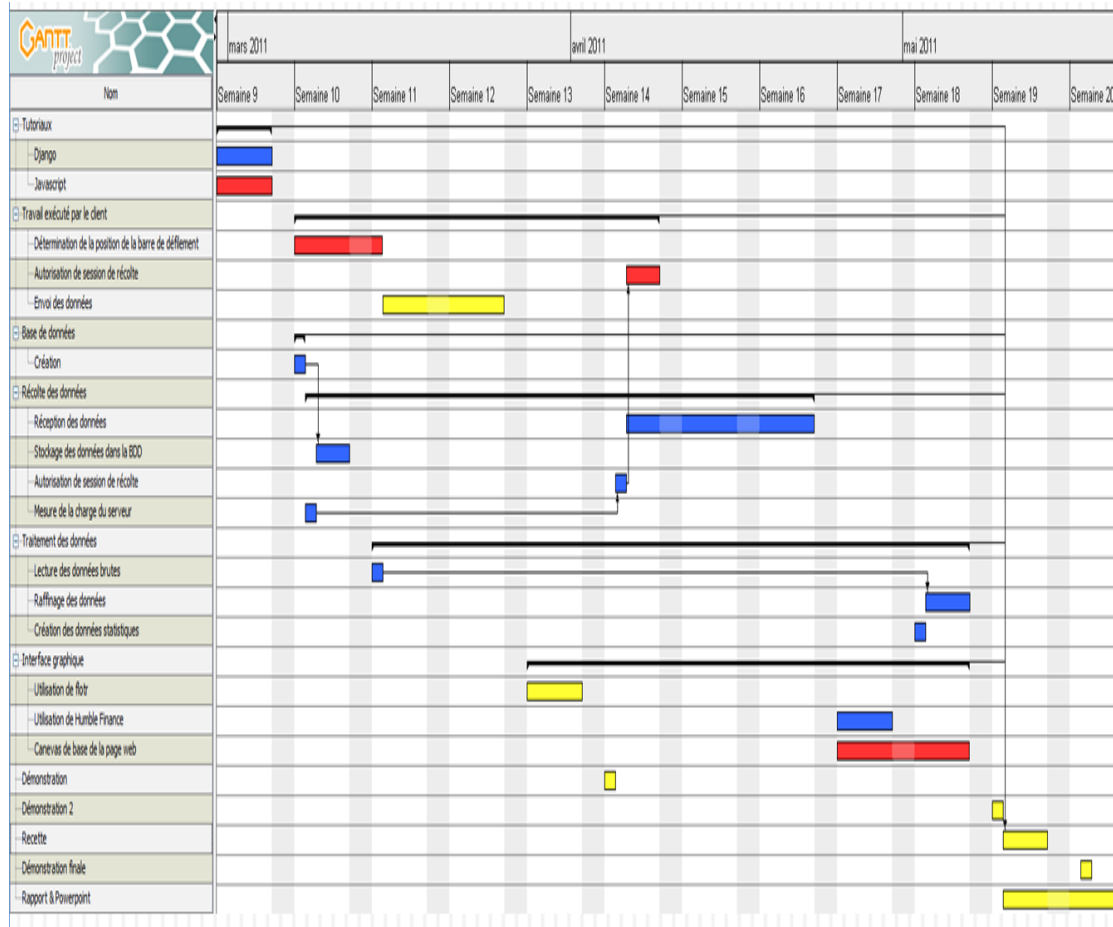 GANTT
project
mars 2011
avril 2011
mai 2011
Nom
Semaine 9
Semaine 10
Semaine 11
Semaine 12
Semaine 13
Semaine 14
Semaine 15
Semaine 16
Semaine 17
Semaine 18
Semaine 19
Semaine 20
Tutoriaux
Django
Javascript
Travail exécuté par le client
Détermination de la position de la barre de défilement
Autorisation de session de récolte
Envoi des données
Base de données
Création
Récolte des données
Réception des données
Stockage des données dans la BDD
Autorisation de session de récolte
Mesure de la charge du serveur
Traitement des données
Lecture des données brutes
Raffinage des données
Création des données statistiques
Interface graphique
Utilisation de flotr
Utilisation de Humble Finance
Canevas de base de la page web
Démonstration
Démonstration 2
Recette
Démonstration finale
Rapport & Powerpoint